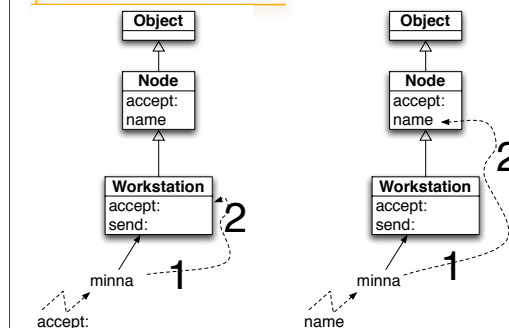 Object
Node
accept:
name
Workstation
accept:
send:
2
1
minna
accept:
Object
Node
accept:
name
2
Workstation
accept:
send:
1
minna
name